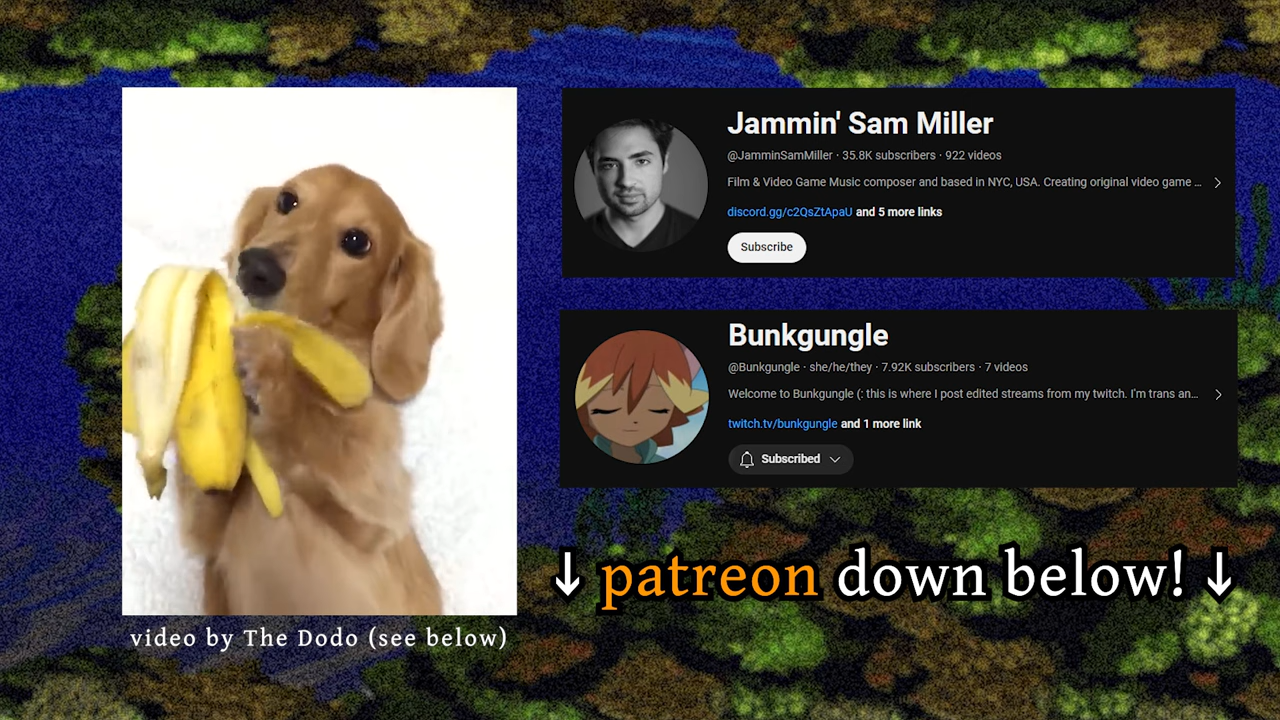 Jammin' Sam Miller
@JamminSamMiller · 35.8K subscribers · 922 videos
Film & Video Game Music composer and based in NYC, USA. Creating original video game ...
discord.gg/c2QsZtApaU and 5 more links
Subscribe
Bunkgungle
@Bunkgungle · she/he/they · 7.92K subscribers · 7 videos
Welcome to Bunkgungle (: this is where I post edited streams from my twitch. I'm trans an...
twitch.tv/bunkgungle and 1 more link
Subscribed
↓ patreon down below! ↓
video by The Dodo (see below)